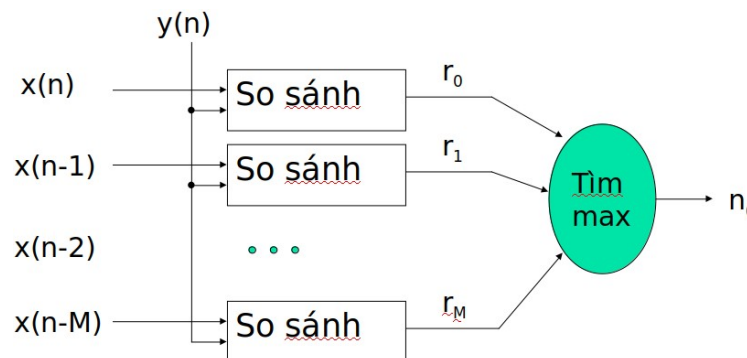 y(n)
x(n)
So sánh
r0
x(n-1)
So sánh
r1
Tìm
max
x(n-2)
x(n-M)
So sánh
rM